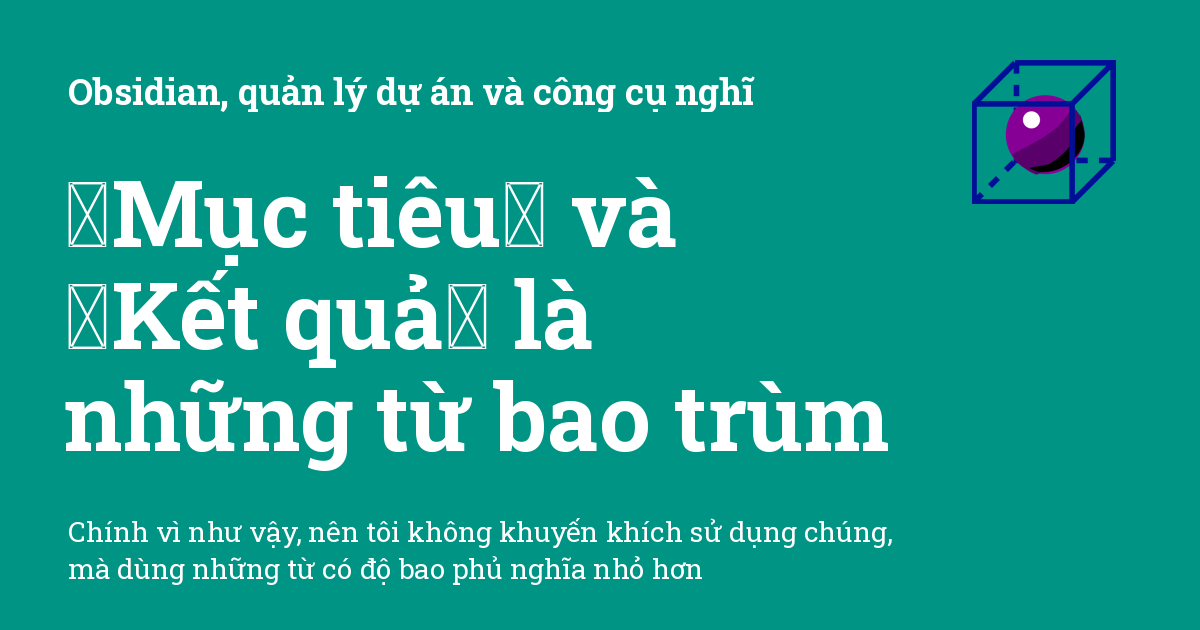 Obsidian, quản lý dự án và công cụ nghĩ
Mục tiêu và
Kết quả là
những từ bao trùm
Chính vì như vậy, nên tôi không khuyến khích sử dụng chúng,
mà dùng những từ có độ bao phủ nghĩa nhỏ hơn